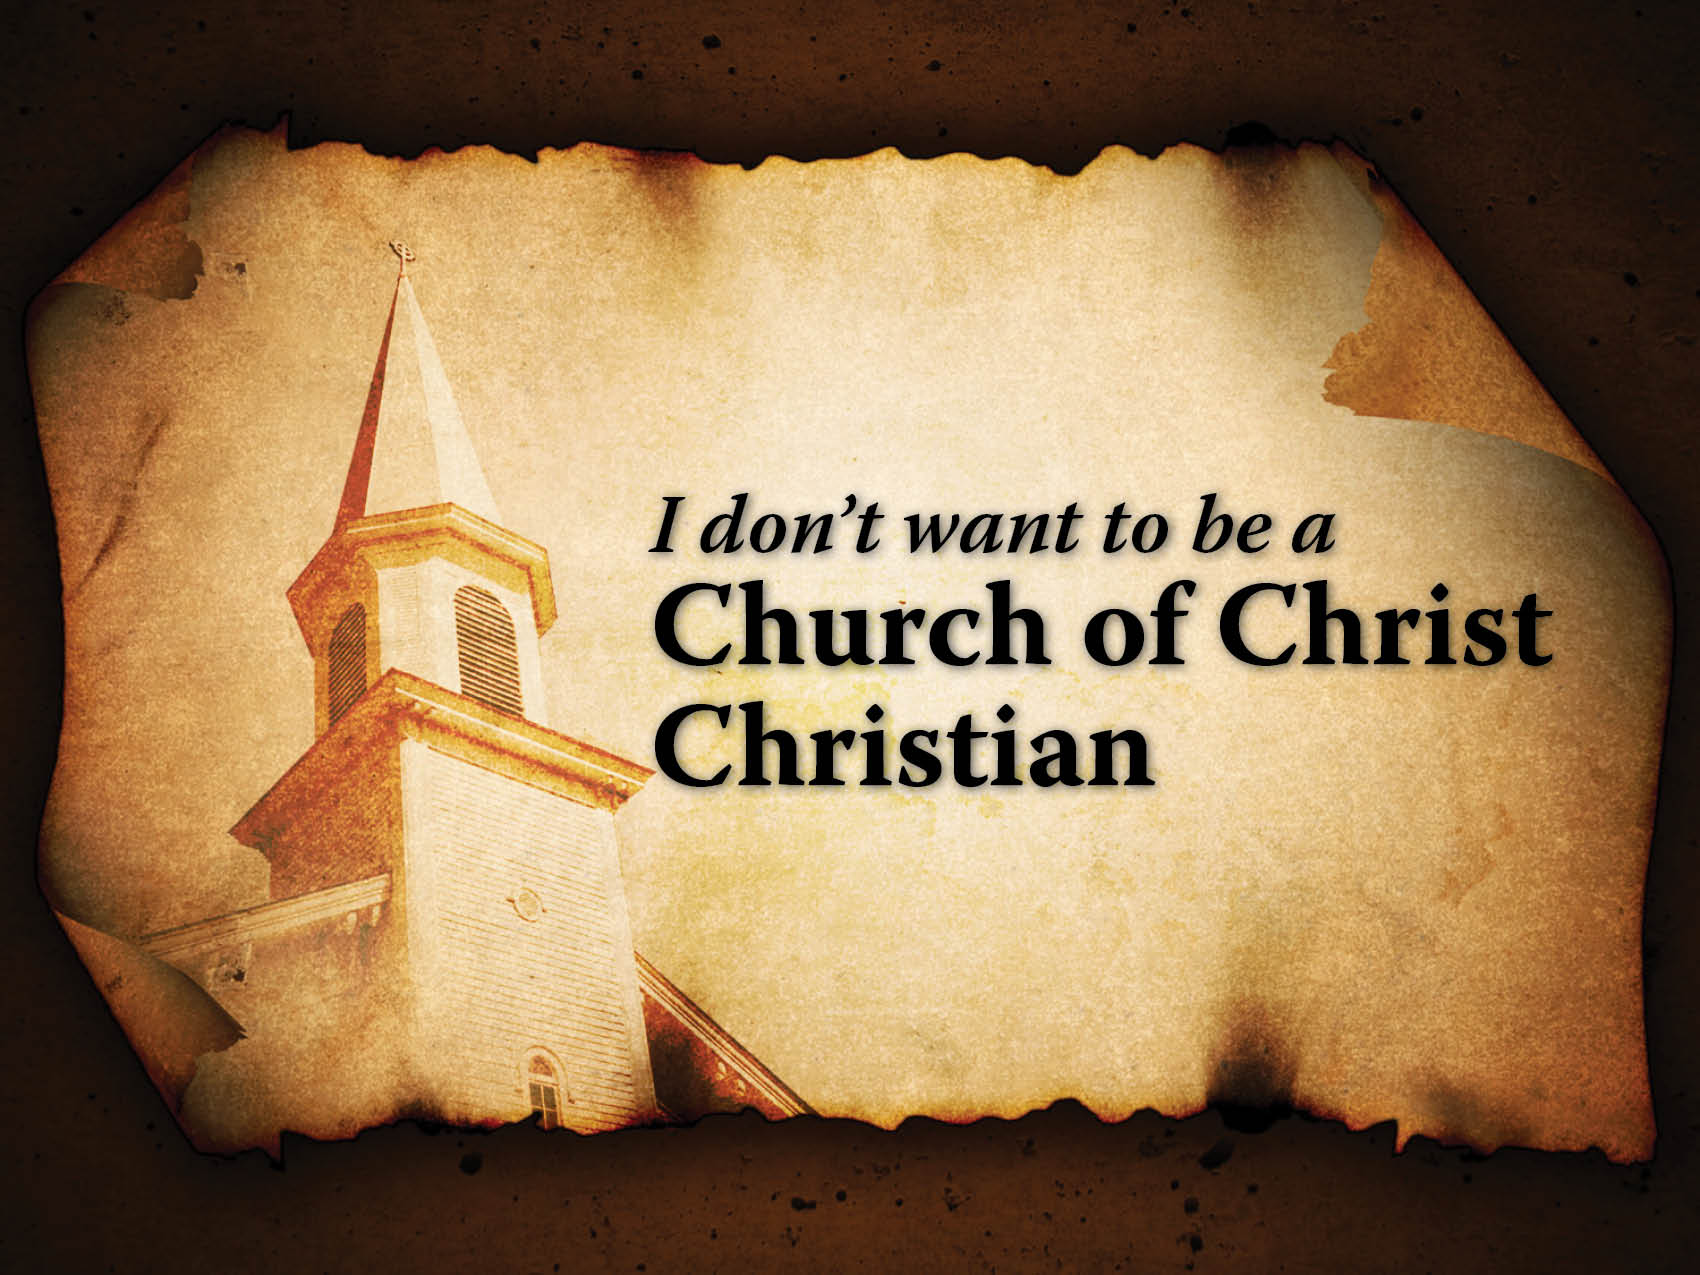 I don’t want to be a
Church of Christ
Christian